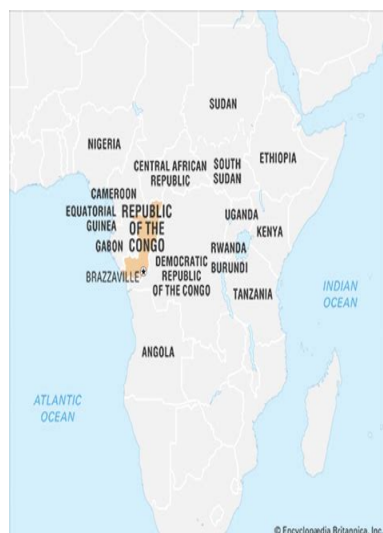 SUDAN
NIGERIA
ETHIOPIA
CENTRAL AFRICAN
REPUBLIC
SOUTH
SUDAN
CAMEROON
EQUATORIAL
GUINEA
REPUBLIC
OF THE
CONGO
UGANDA
KENYA
GABON
RWANDA
BURUNDI
DEMOCRATIC
REPUBLIC
OF THE CONGO
BRAZZAVILLE
TANZANIA
INDIAN
OCEAN
ANGOLA
ATLANTIC
OCEAN
© Encyclopædia Britannica, Inc.